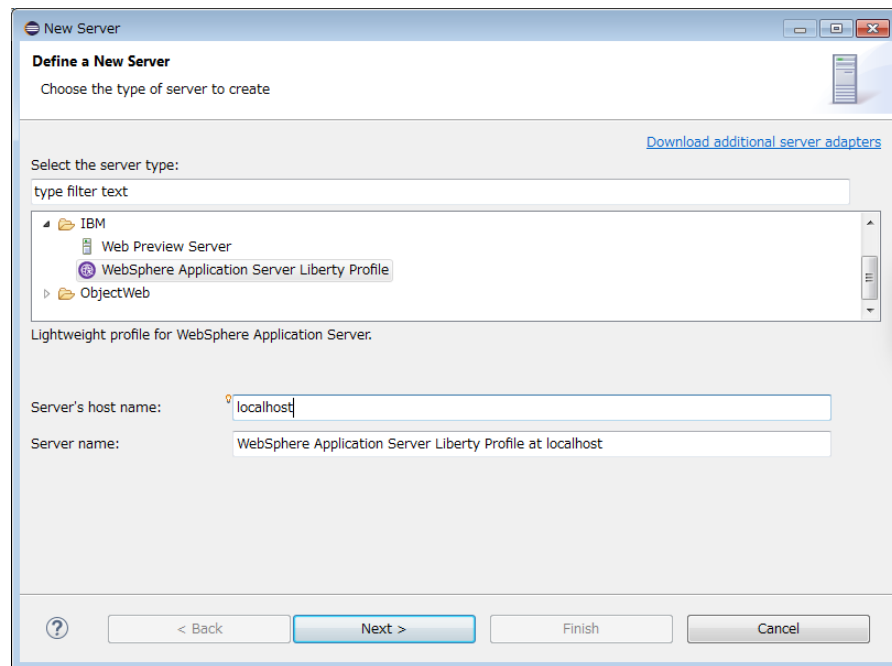 New Server
Define a New Server
Choose the type of server to create
Download additional server adapters
Select the server type:
type filter text
IBM
Web Preview Server
WebSphere Application Server Liberty Profile
ObjectWeb
Lightweight profile for WebSphere Application Server.
Server's host name: localhost
Server name: WebSphere Application Server Liberty Profile at localhost
? < Back Next > Finish Cancel